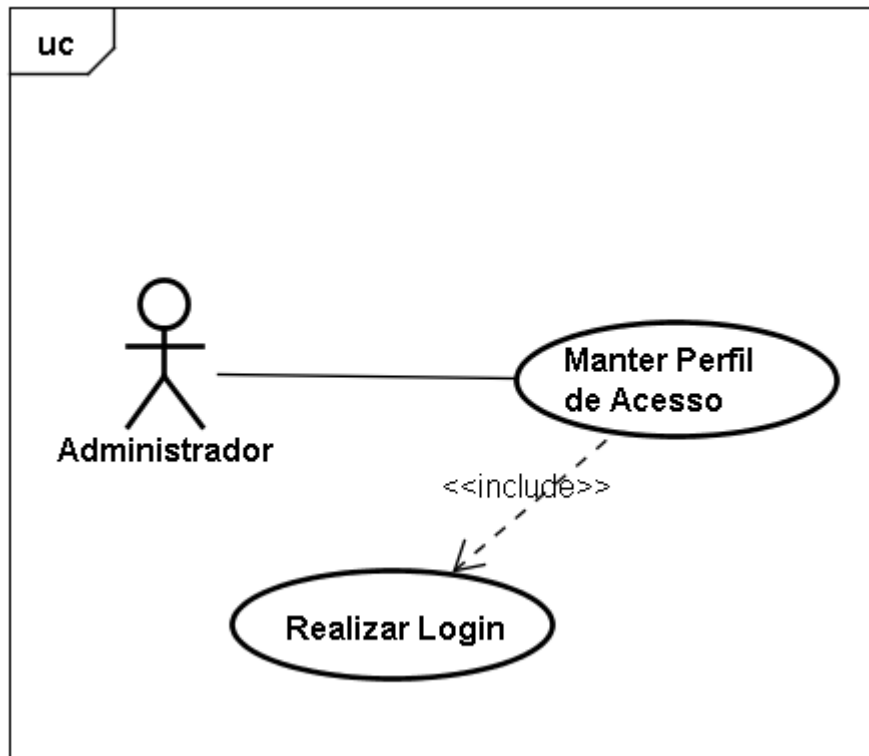 uc
Manter Perfil
de Acesso
Administrador
<<include>>
Realizar Login